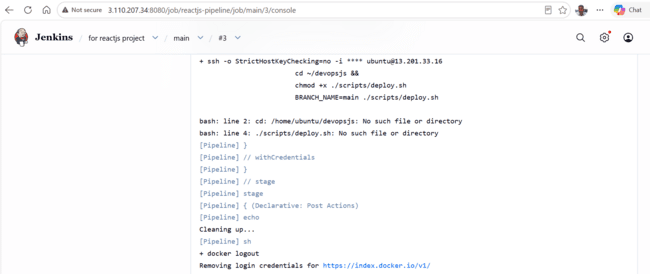 Not secure 3.110.207.34:8080/job/reactjs-pipeline/job/main/3/console Chat
Jenkins / for reactjs project / main / #3
+ ssh -o StrictHostKeyChecking=no -i **** ubuntu@13.201.33.16
cd ~/devopsjs &&
chmod +x ./scripts/deploy.sh
BRANCH_NAME=main ./scripts/deploy.sh
bash: line 2: cd: /home/ubuntu/devopsjs: No such file or directory
bash: line 4: ./scripts/deploy.sh: No such file or directory
[Pipeline] }
[Pipeline] // withCredentials
[Pipeline] }
[Pipeline] // stage
[Pipeline] stage
[Pipeline] { (Declarative: Post Actions)
[Pipeline] echo
Cleaning up...
[Pipeline] sh
+ docker logout
Removing login credentials for https://index.docker.io/v1/